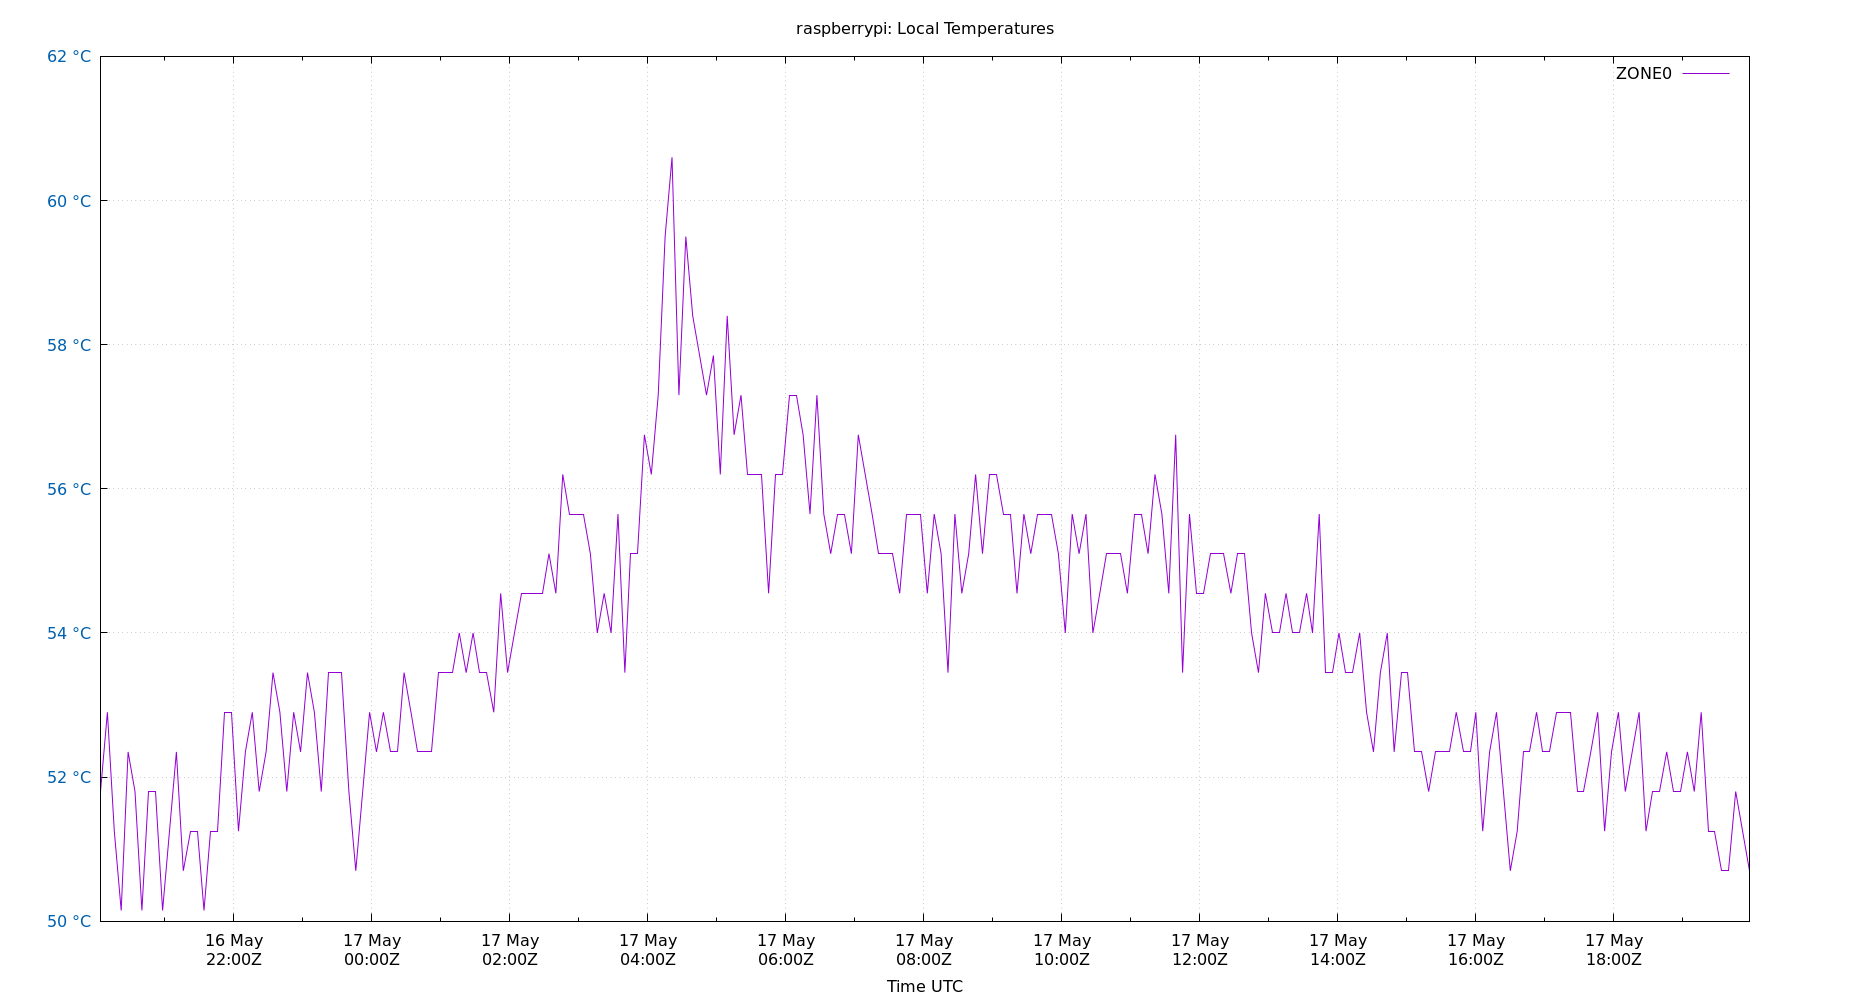 raspberrypi: Local Temperatures
62 °C
ZONE0
60 °C
58 °C
56 °C
54 °C
52 °C
50 °C
16 May 17 May 17 May 17 May 17 May 17 May 17 May 17 May 17 May 17 May 17 May
22:00Z 00:00Z 02:00Z 04:00Z 06:00Z 08:00Z 10:00Z 12:00Z 14:00Z 16:00Z 18:00Z
Time UTC